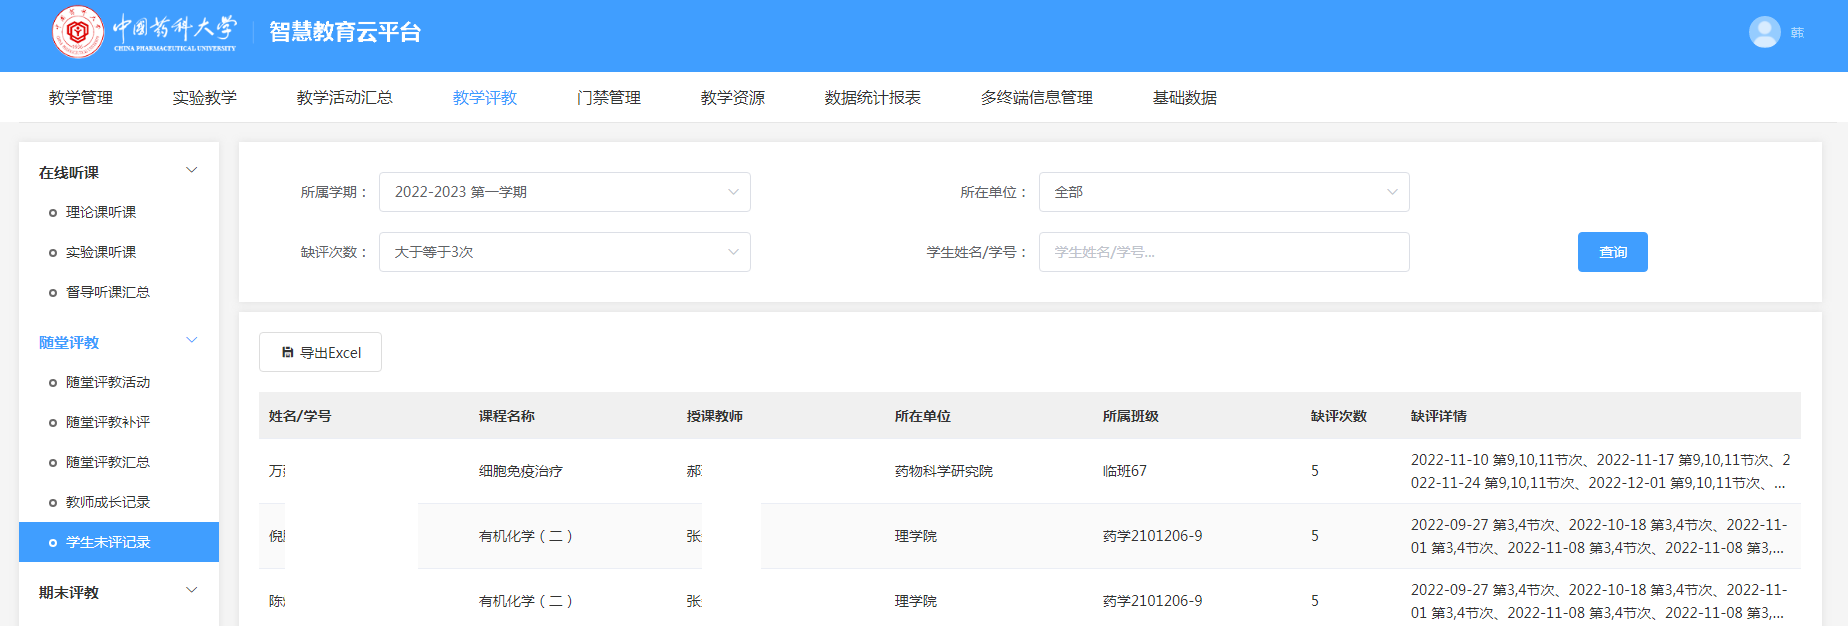 中国药科大学
CHINA PHARMACEUTICAL UNIVERSITY
智慧教育云平台
韩
教学管理 实验教学 教学活动汇总 教学评教 门禁管理 教学资源 数据统计报表 多终端信息管理 基础数据
在线听课
理论课听课
实验课听课
督导听课汇总
随堂评教
随堂评教活动
随堂评教补评
随堂评教汇总
教师成长记录
学生未评记录
期末评教
所属学期： 2022-2023 第一学期 所在单位： 全部
缺评次数： 大于等于3次 学生姓名/学号： 学生姓名/学号... 查询
导出Excel
姓名/学号 课程名称 授课教师 所在单位 所属班级 缺评次数 缺评详情
万 细胞免疫治疗 郝 药物科学研究院 临班67 5 2022-11-10 第9,10,11节次、2022-11-17 第9,10,11节次、2
022-11-24 第9,10,11节次、2022-12-01 第9,10,11节次、...
倪 有机化学（二） 张 理学院 药学2101206-9 5 2022-09-27 第3,4节次、2022-10-18 第3,4节次、2022-11-
01 第3,4节次、2022-11-08 第3,4节次、2022-11-08 第3,...
陈 有机化学（二） 张 理学院 药学2101206-9 5 2022-09-27 第3,4节次、2022-10-18 第3,4节次、2022-11-
01 第3,4节次、2022-11-08 第3,4节次、2022-11-08 第3,...